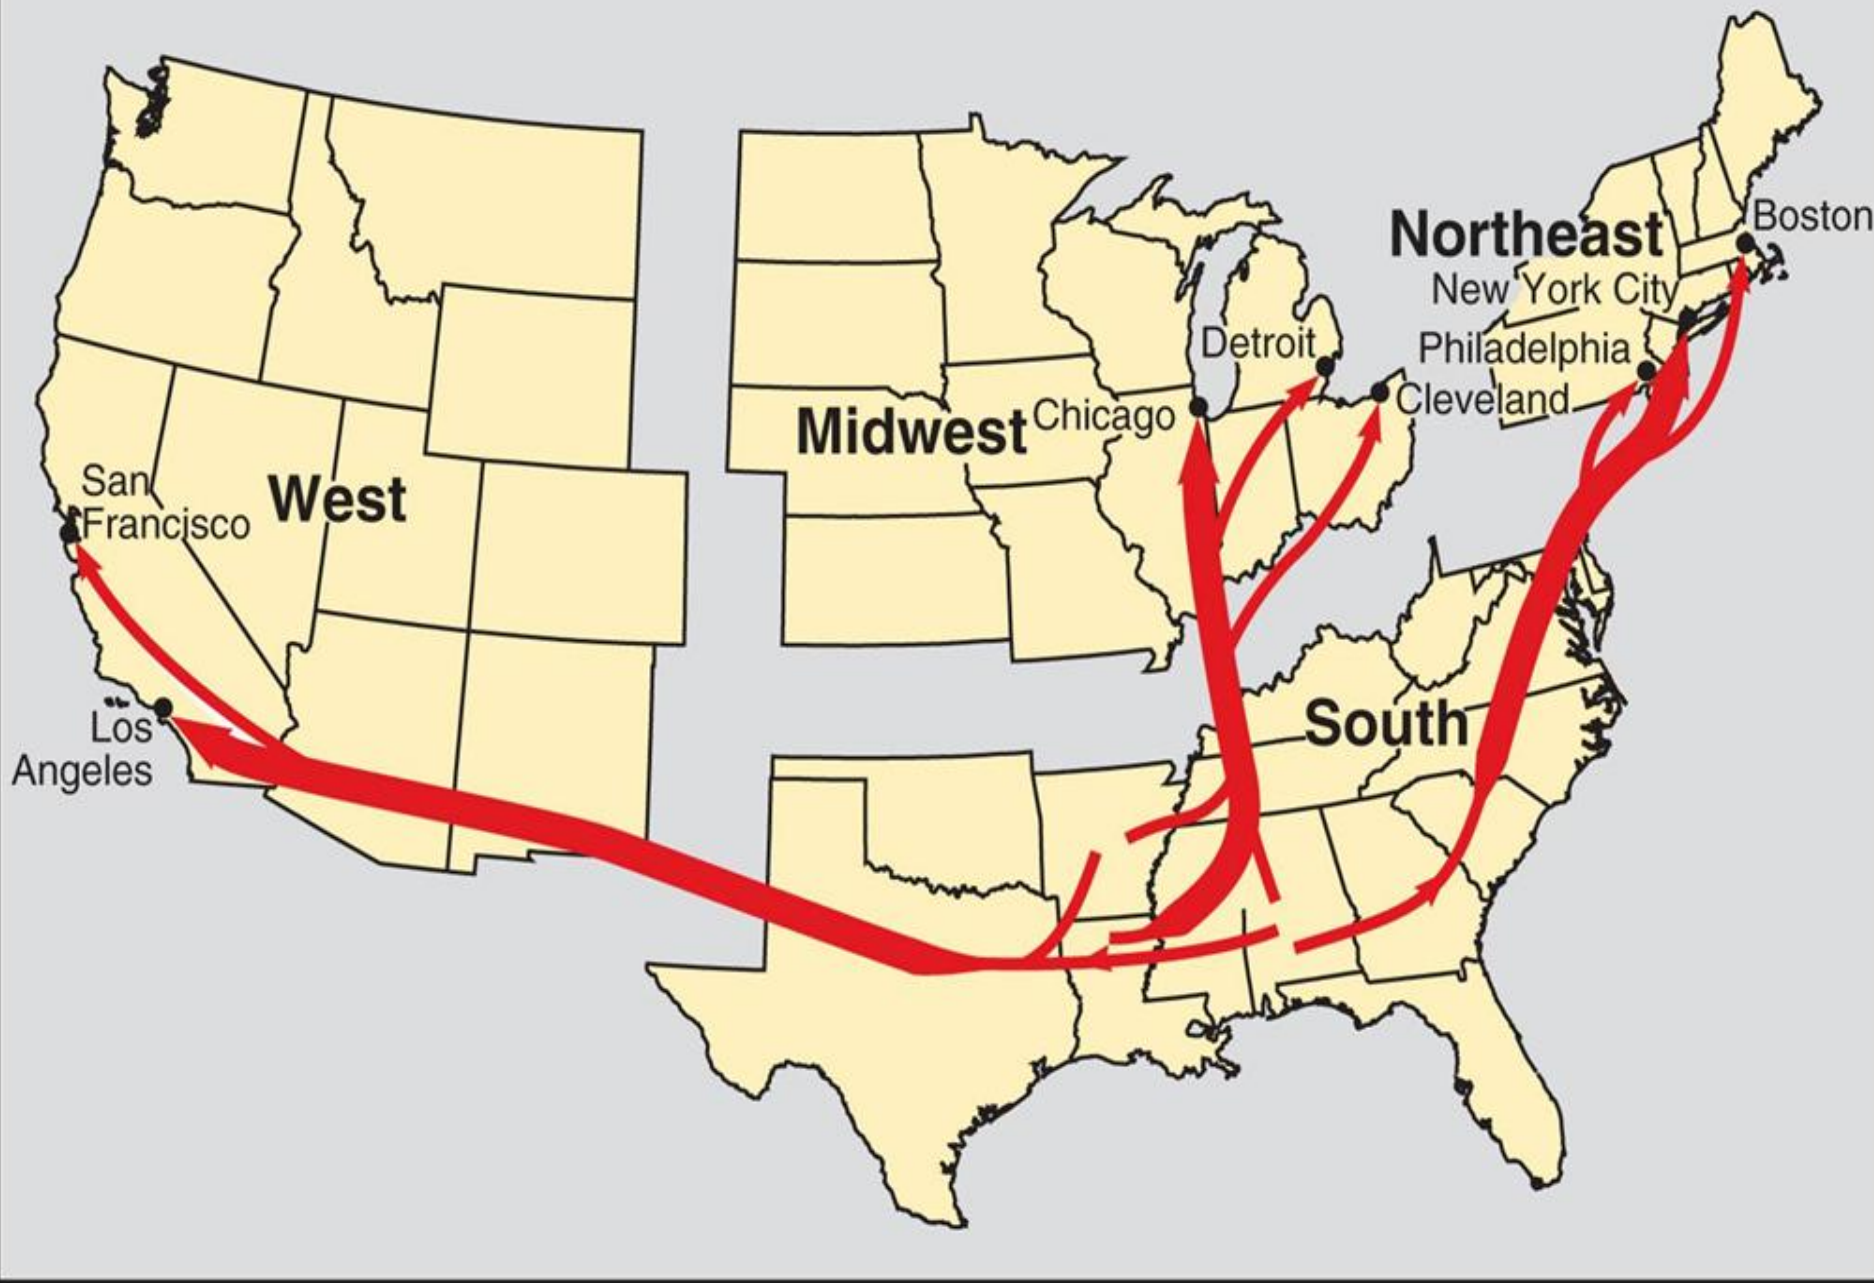 Northeast
Boston
New York City
Detroit
Philadelphia
Cleveland
Midwest
Chicago
San
Francisco
West
South
Los
Angeles